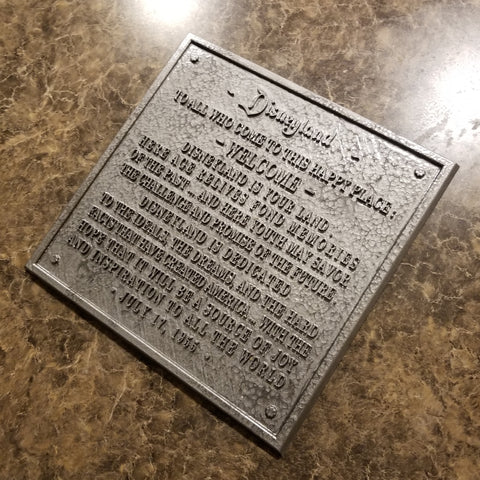 - Disneyland -
TO ALL WHO COME TO THIS HAPPY PLACE:
- WELCOME -
DISNEYLAND IS YOUR LAND
HERE AGE RELIVES FOND MEMORIES
OF THE PAST - AND HERE YOUTH MAY SAVOR
THE CHALLENGE AND PROMISE OF THE FUTURE
DISNEYLAND IS DEDICATED
TO THE IDEALS, THE DREAMS, AND THE HARD
FACTS THAT HAVE CREATED AMERICA, WITH THE
HOPE THAT IT WILL BE A SOURCE OF JOY
AND INSPIRATION TO ALL THE WORLD
· JULY 17, 1955 ·